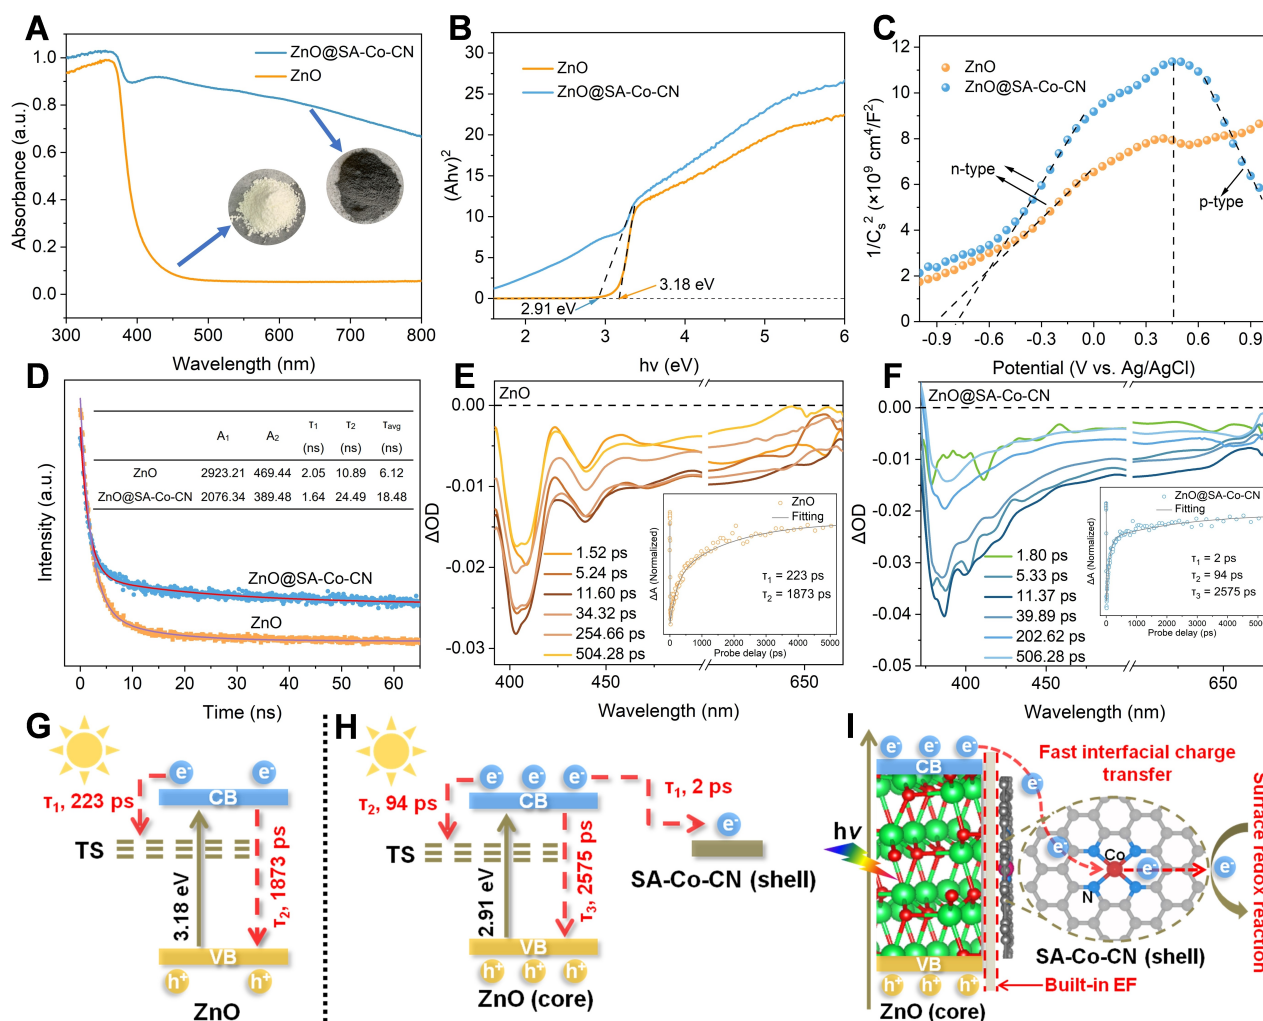 A
ZnO@SA-Co-CN
ZnO
1.0
0.8
0.6
0.4
0.2
0.0
Absorbance (a.u.)
300 400 500 600 700 800
Wavelength (nm)
B
ZnO
ZnO@SA-Co-CN
30
25
20
15
10
5
0
(Ahv)²
2.91 eV
3.18 eV
2 3 4 5 6
hv (eV)
C
ZnO
ZnO@SA-Co-CN
12
10
8
6
4
2
0
1/Cs² (×10⁹ cm⁴/F²)
n-type
p-type
-0.9 -0.6 -0.3 0.0 0.3 0.6 0.9
Potential (V vs. Ag/AgCl)
D
A₁ A₂ τ₁ (ns) τ₂ (ns) τavg (ns)
ZnO 2923.21 469.44 2.05 10.89 6.12
ZnO@SA-Co-CN 2076.34 389.48 1.64 24.49 18.48
ZnO@SA-Co-CN
ZnO
Intensity (a.u.)
0 10 20 30 40 50 60
Time (ns)
E
ZnO
0.00
-0.01
-0.02
-0.03
ΔOD
1.52 ps
5.24 ps
11.60 ps
34.32 ps
254.66 ps
504.28 ps
ZnO
Fitting
τ₁ = 223 ps
τ₂ = 1873 ps
ΔA (Normalized)
0 1000 2000 3000 4000 5000
Probe delay (ps)
400 450 650
Wavelength (nm)
F
ZnO@SA-Co-CN
0.00
-0.01
-0.02
-0.03
-0.04
-0.05
ΔOD
1.80 ps
5.33 ps
11.37 ps
39.89 ps
202.62 ps
506.28 ps
ZnO@SA-Co-CN
Fitting
τ₁ = 2 ps
τ₂ = 94 ps
τ₃ = 2575 ps
ΔA (Normalized)
0 1000 2000 3000 4000 5000
Probe delay (ps)
400 450 650
Wavelength (nm)
G
e⁻ e⁻
CB
τ₁, 223 ps
TS
3.18 eV
τ₂, 1873 ps
VB
h⁺ h⁺
ZnO
H
e⁻ e⁻ e⁻
CB
τ₂, 94 ps
τ₁, 2 ps
e⁻
TS
2.91 eV
τ₃, 2575 ps
SA-Co-CN (shell)
VB
h⁺ h⁺ h⁺
ZnO (core)
I
e⁻ e⁻ e⁻
CB
Fast interfacial charge
transfer
e⁻
hν
e⁻
Co
e⁻
e⁻
N
Surface redox reaction
SA-Co-CN (shell)
VB
h⁺ h⁺ h⁺
Built-in EF
ZnO (core)